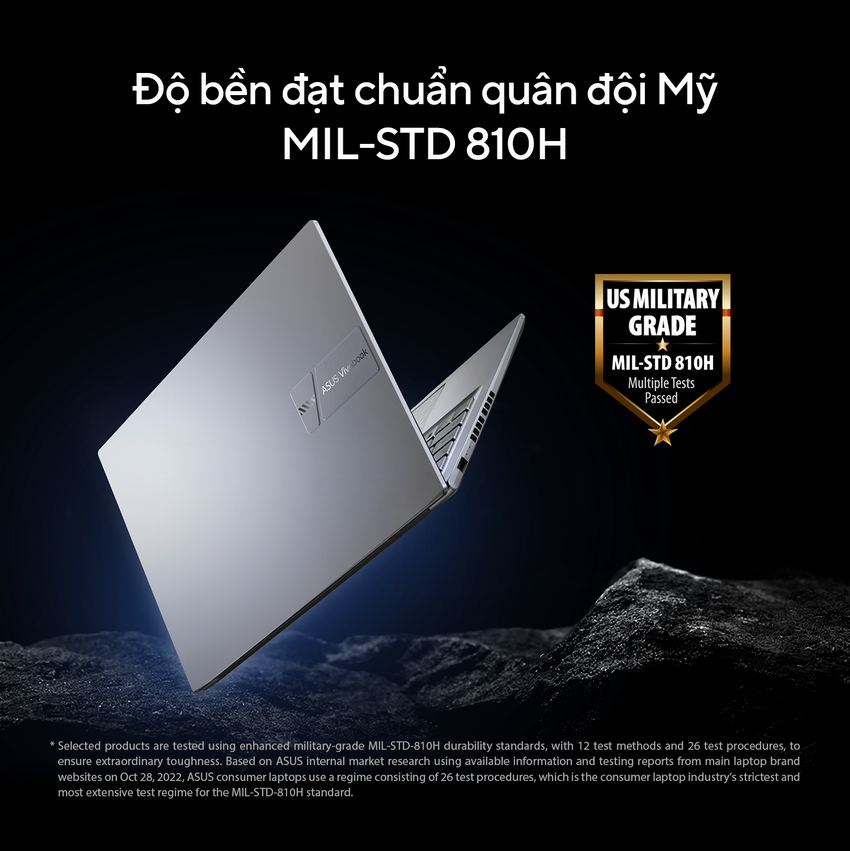 Độ bền đạt chuẩn quân đội Mỹ
MIL-STD 810H
ASUS Vivobook
US MILITARY
GRADE
MIL-STD 810H
Multiple Tests
Passed
* Selected products are tested using enhanced military-grade MIL-STD-810H durability standards, with 12 test methods and 26 test procedures, to
ensure extraordinary toughness. Based on ASUS internal market research using available information and testing reports from main laptop brand
websites on Oct 28, 2022, ASUS consumer laptops use a regime consisting of 26 test procedures, which is the consumer laptop industry's strictest and
most extensive test regime for the MIL-STD-810H standard.